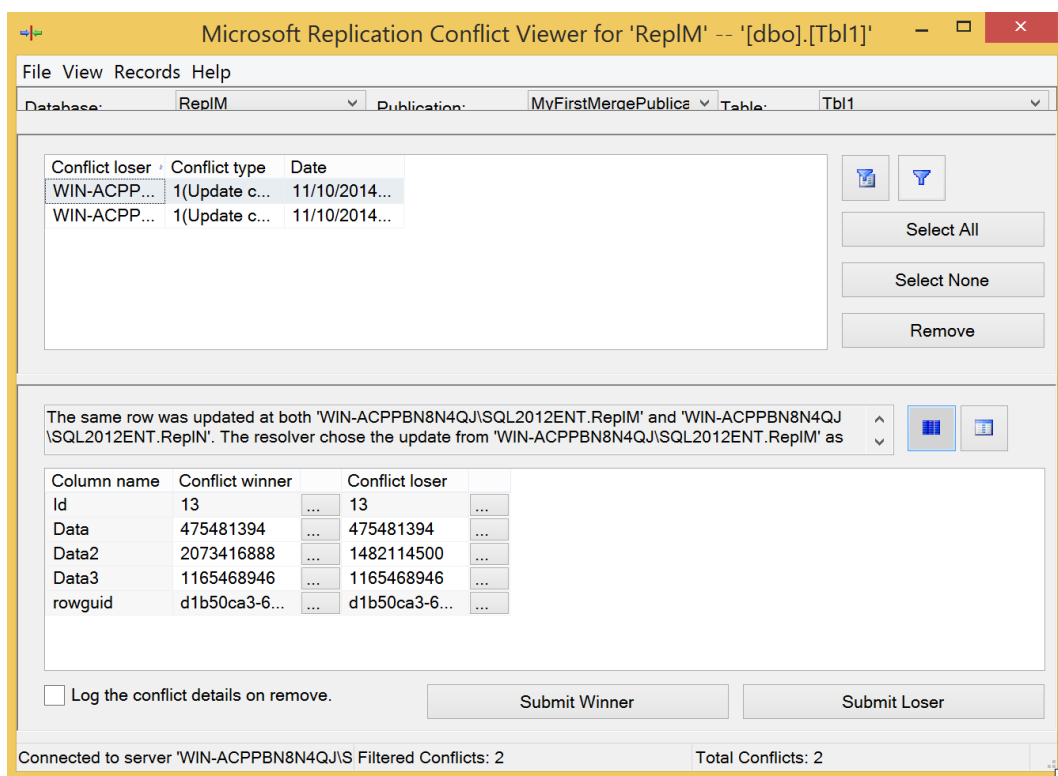 Microsoft Replication Conflict Viewer for 'ReplM' -- '[dbo].[Tbl1]'
File View Records Help
Database: ReplM Publication: MyFirstMergePublica Table: Tbl1
Conflict loser Conflict type Date
WIN-ACPP... 1(Update c... 11/10/2014...
WIN-ACPP... 1(Update c... 11/10/2014...
Select All
Select None
Remove
The same row was updated at both 'WIN-ACPPBN8N4QJ\SQL2012ENT.ReplM' and 'WIN-ACPPBN8N4QJ
\SQL2012ENT.ReplN'. The resolver chose the update from 'WIN-ACPPBN8N4QJ\SQL2012ENT.ReplM' as
Column name Conflict winner Conflict loser
Id 13 ... 13 ...
Data 475481394 ... 475481394 ...
Data2 2073416888 ... 1482114500 ...
Data3 1165468946 ... 1165468946 ...
rowguid d1b50ca3-6... ... d1b50ca3-6... ...
Log the conflict details on remove.
Submit Winner
Submit Loser
Connected to server 'WIN-ACPPBN8N4QJ\S Filtered Conflicts: 2 Total Conflicts: 2